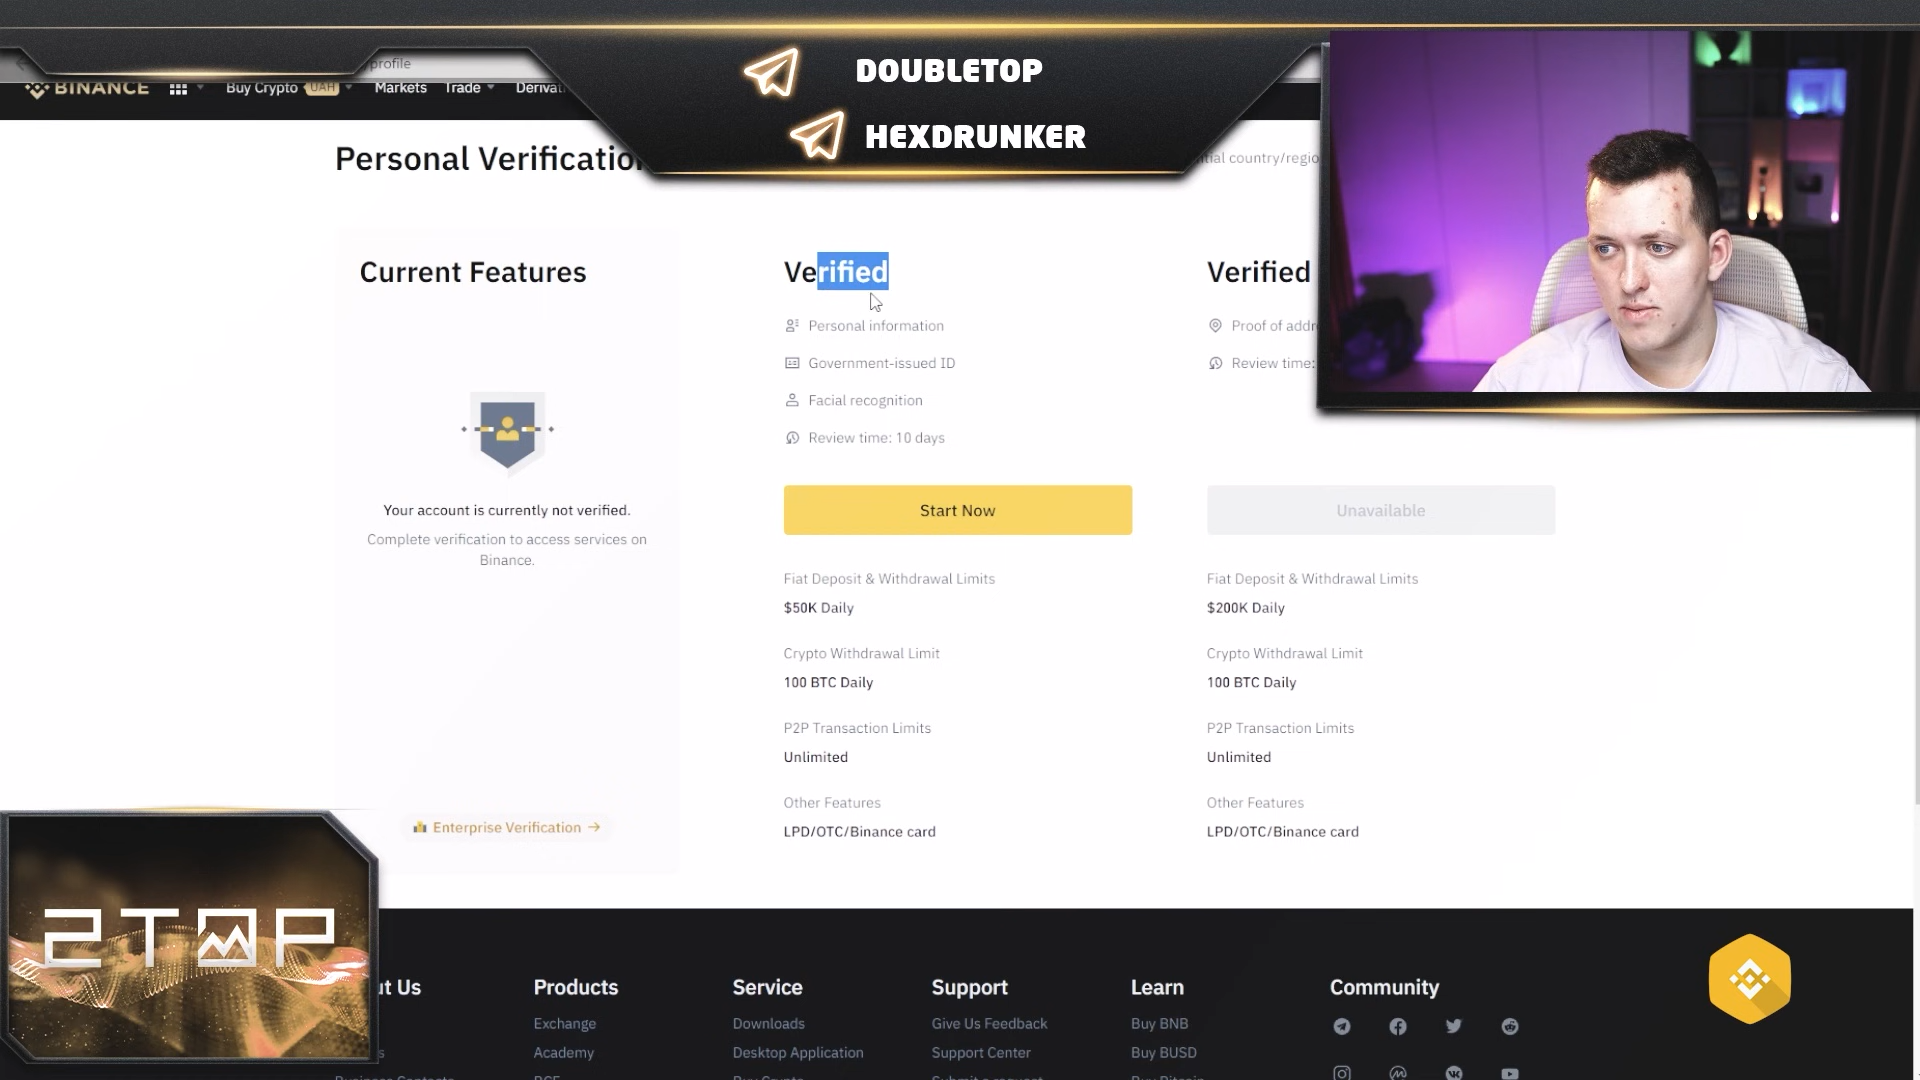 DOUBLETOP
HEXDRUNKER
profile
BINANCE
Buy Crypto UAH
Markets
Trade
Personal Verification
country/regio
Current Features
Your account is currently not verified.
Complete verification to access services on
Binance.
Enterprise Verification →
Verified
Personal information
Government-issued ID
Facial recognition
Review time: 10 days
Start Now
Fiat Deposit & Withdrawal Limits
$50K Daily
Crypto Withdrawal Limit
100 BTC Daily
P2P Transaction Limits
Unlimited
Other Features
LPD/OTC/Binance card
Verified
Proof of addr
Review time:
Unavailable
Fiat Deposit & Withdrawal Limits
$200K Daily
Crypto Withdrawal Limit
100 BTC Daily
P2P Transaction Limits
Unlimited
Other Features
LPD/OTC/Binance card
2TOP
ut Us
Products
Exchange
Academy
Service
Downloads
Desktop Application
Support
Give Us Feedback
Support Center
Learn
Buy BNB
Buy BUSD
Community